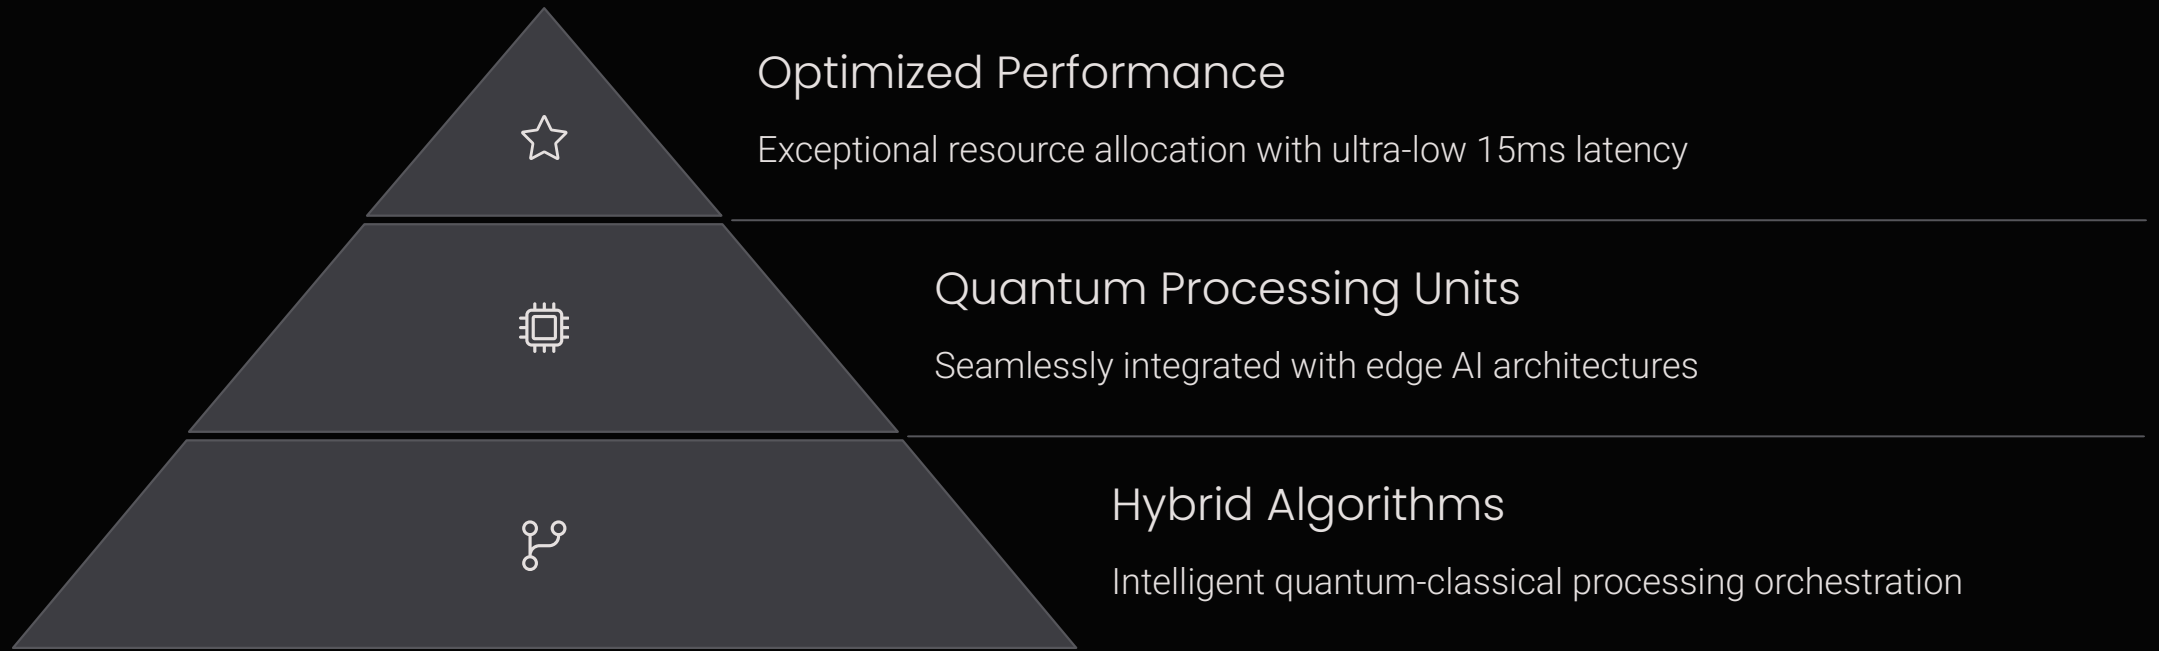 Optimized Performance
Exceptional resource allocation with ultra-low 15ms latency
Quantum Processing Units
Seamlessly integrated with edge AI architectures
Hybrid Algorithms
Intelligent quantum-classical processing orchestration